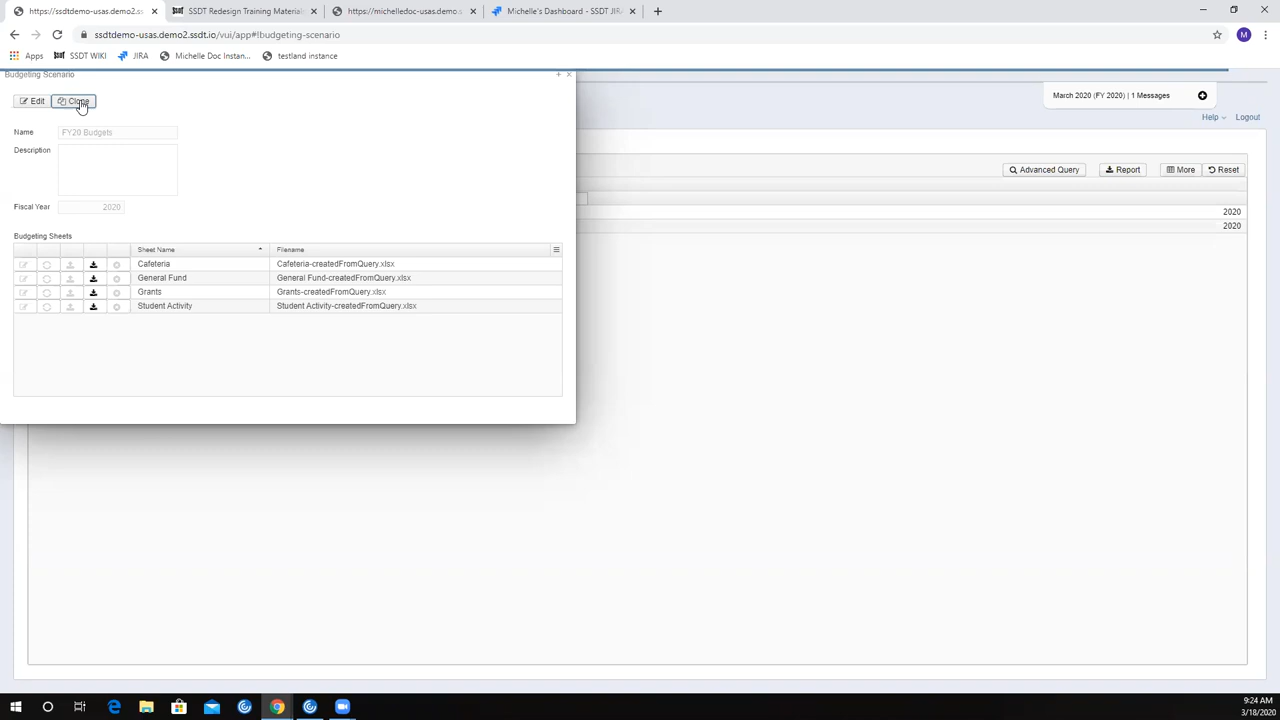 https://ssdtdemo-usas.demo2.ss
SSDT Redesign Training Material
https://michelledoc-usas.demo
Michelle's Dashboard - SSDT JIRA
ssdtdemo-usas.demo2.ssdt.io/vui/app#!budgeting-scenario
M
Apps
SSDT WIKI
JIRA
Michelle Doc Instan...
testland instance
Budgeting Scenario
Edit
March 2020 (FY 2020) | 1 Messages
Help
Logout
Name
FY20 Budgets
Description
Advanced Query
Report
More
Reset
Fiscal Year
2020
2020
2020
Budgeting Sheets
Sheet Name
Filename
Cafeteria
Cafeteria-createdFromQuery.xlsx
General Fund
General Fund-createdFromQuery.xlsx
Grants
Grants-createdFromQuery.xlsx
Student Activity
Student Activity-createdFromQuery.xlsx
9:24 AM
3/18/2020